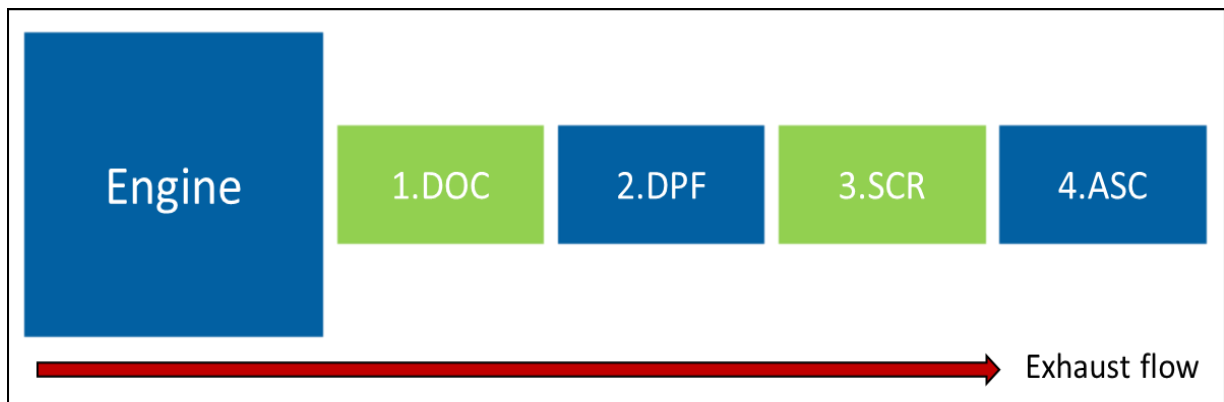 Engine
1.DOC
2.DPF
3.SCR
4.ASC
Exhaust flow